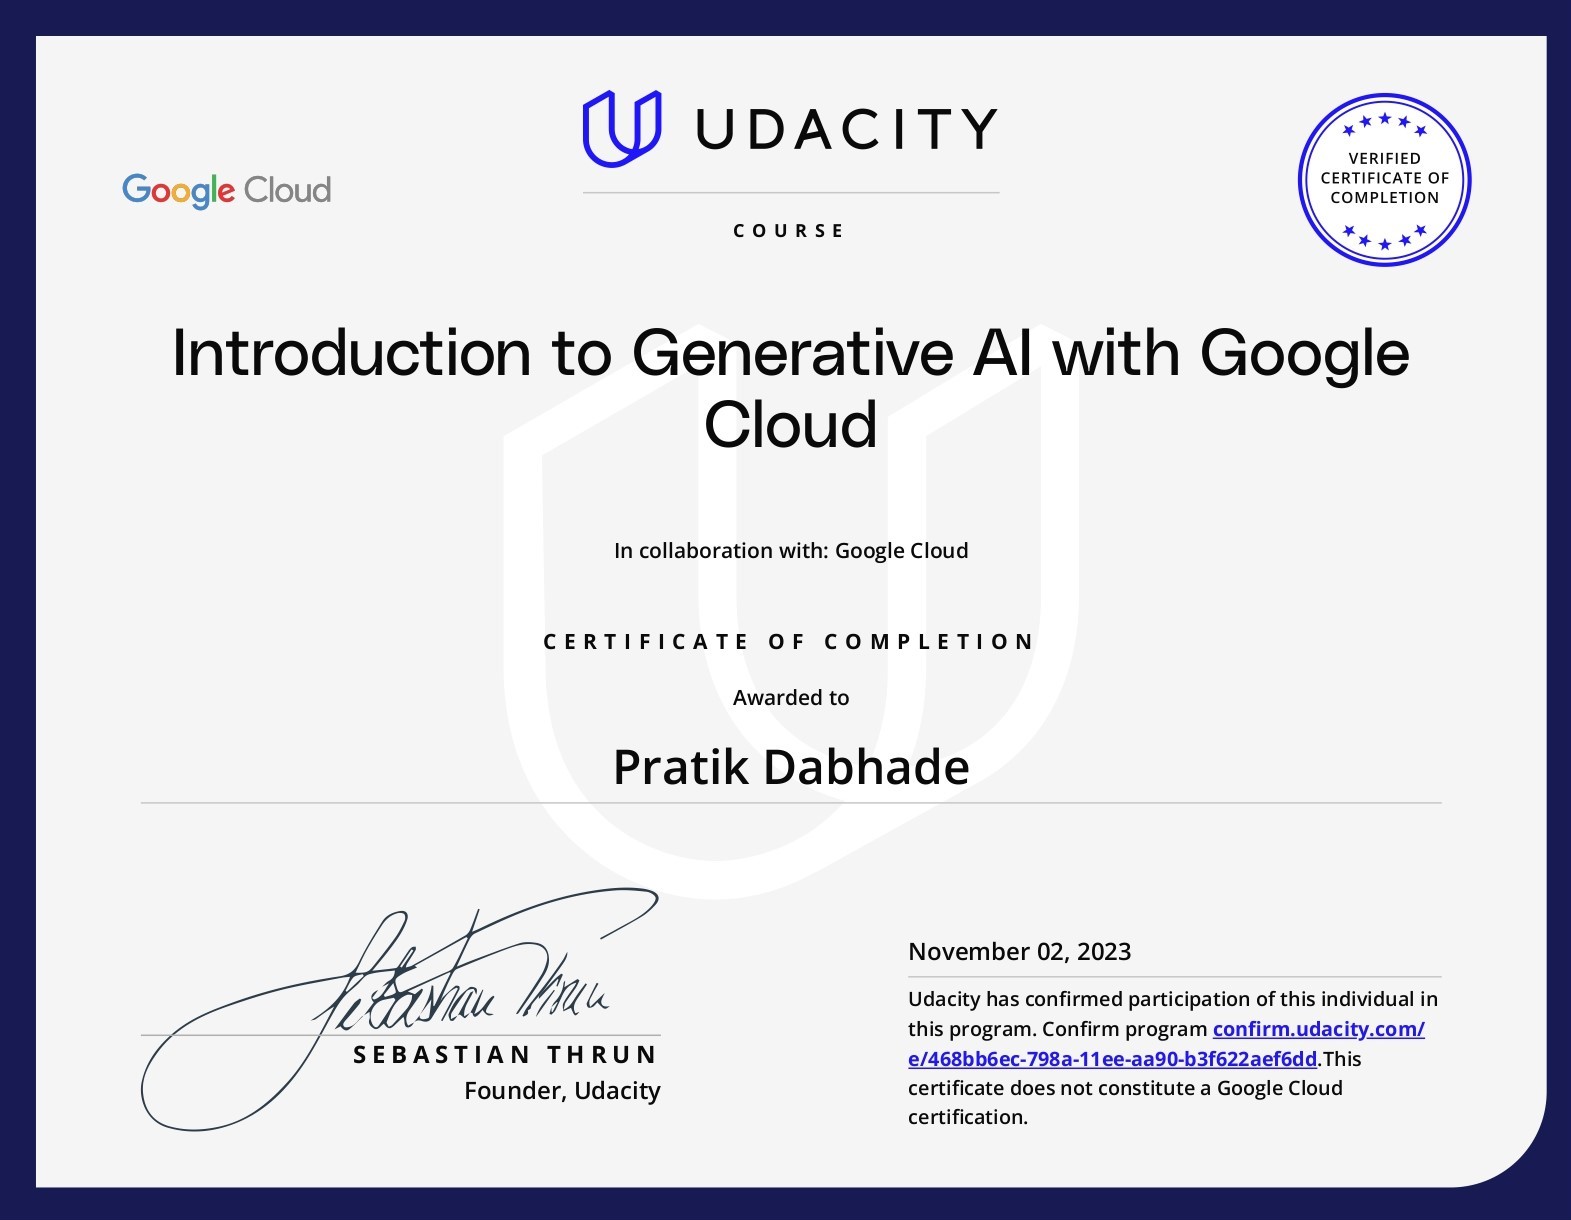 UDACITY
Google Cloud
VERIFIED
CERTIFICATE OF
COMPLETION
COURSE
Introduction to Generative AI with Google
Cloud
In collaboration with: Google Cloud
CERTIFICATE OF COMPLETION
Awarded to
Pratik Dabhade
Sebastian Thrun
SEBASTIAN THRUN
Founder, Udacity
November 02, 2023
Udacity has confirmed participation of this individual in
this program. Confirm program confirm.udacity.com/
e/468bb6ec-798a-11ee-aa90-b3f622aef6dd.This
certificate does not constitute a Google Cloud
certification.